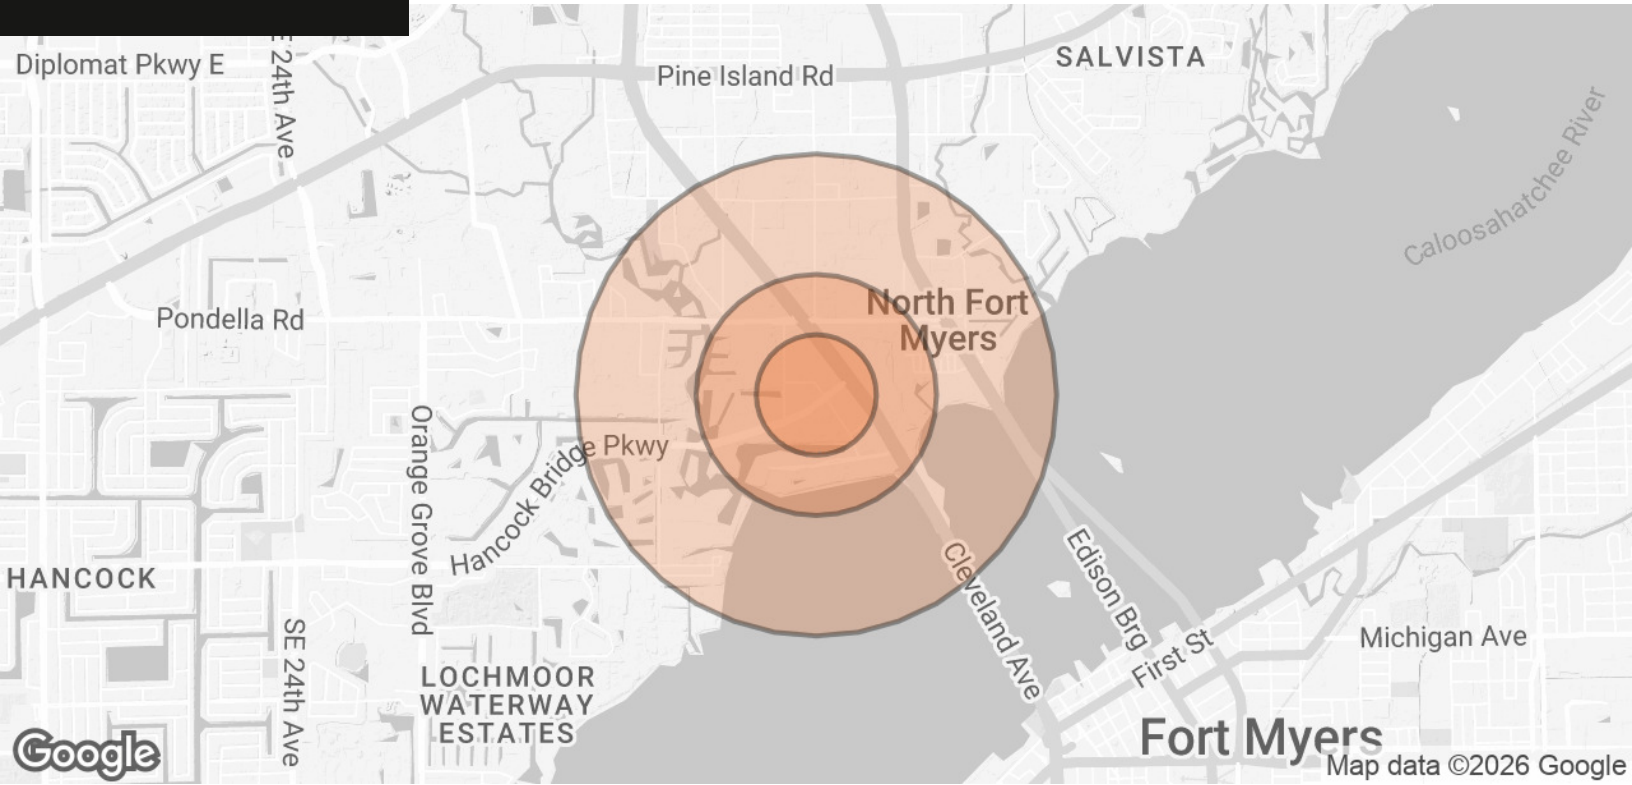 Diplomat Pkwy E
E 24th Ave
Pine Island Rd
SALVISTA
Caloosahatchee River
Pondella Rd
North Fort
Myers
Orange Grove Blvd
Hancock Bridge Pkwy
HANCOCK
SE 24th Ave
Cleveland Ave
Edison Brg
First St
Michigan Ave
LOCHMOOR
WATERWAY
ESTATES
Fort Myers
Google
Map data ©2026 Google